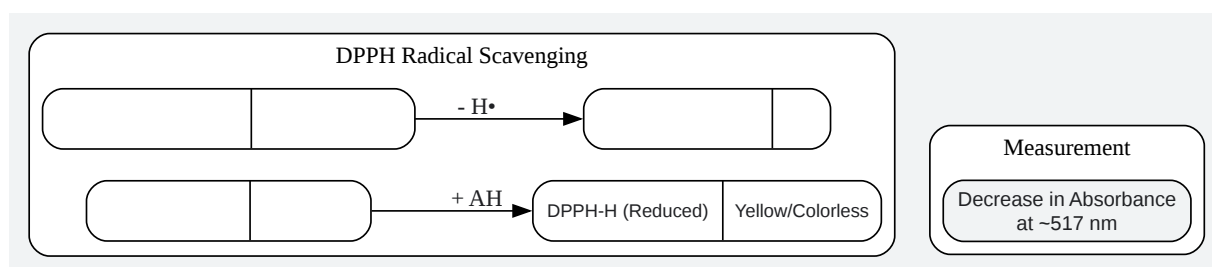 DPPH Radical Scavenging
- H•
+ AH
DPPH-H (Reduced)
Yellow/Colorless
Measurement
Decrease in Absorbance
at ~517 nm